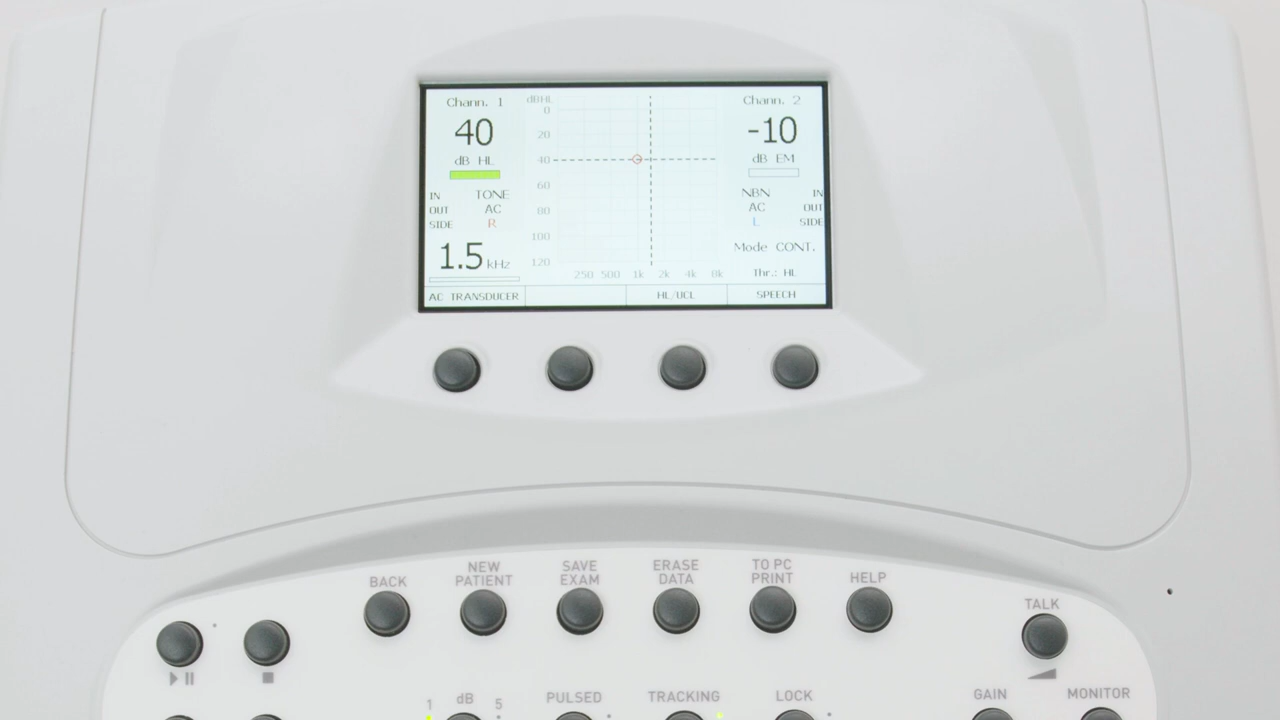 Chann. 1
40
dB HL
IN TONE
OUT AC
SIDE R
1.5 kHz
dBHL
0
20
40
60
80
100
120
250 500 1k 2k 4k 8k
Chann. 2
-10
dB EM
NBN IN
AC OUT
L SIDE
Mode CONT.
Thr.: HL
AC TRANSDUCER
HL/UCL
SPEECH
BACK
NEW
PATIENT
SAVE
EXAM
ERASE
DATA
TO PC
PRINT
HELP
TALK
1 dB 5
PULSED
TRACKING
LOCK
GAIN
MONITOR